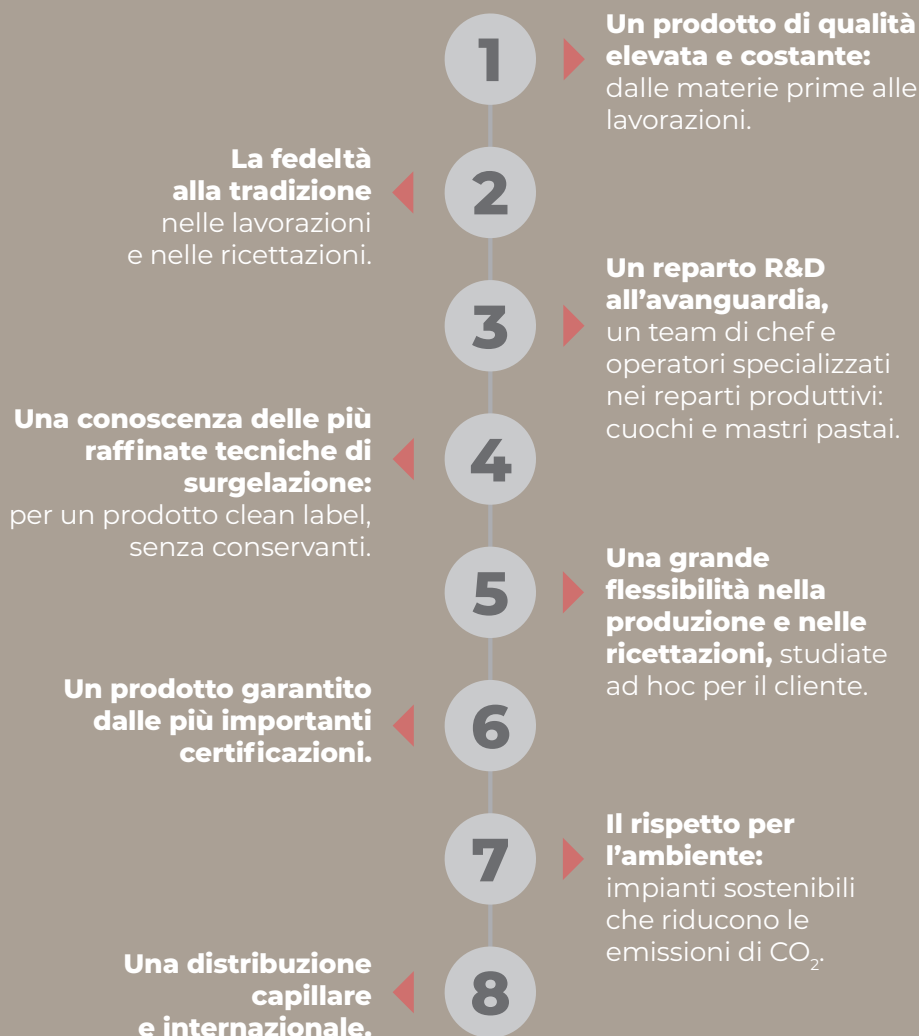 1
Un prodotto di qualità
elevata e costante:
dalle materie prime alle
lavorazioni.
2
La fedeltà
alla tradizione
nelle lavorazioni
e nelle ricettazioni.
3
Un reparto R&D
all’avanguardia,
un team di chef e
operatori specializzati
nei reparti produttivi:
cuochi e mastri pastai.
4
Una conoscenza delle più
raffinate tecniche di
surgelazione:
per un prodotto clean label,
senza conservanti.
5
Una grande
flessibilità nella
produzione e nelle
ricettazioni, studiate
ad hoc per il cliente.
6
Un prodotto garantito
dalle più importanti
certificazioni.
7
Il rispetto per
l’ambiente:
impianti sostenibili
che riducono le
emissioni di CO₂.
8
Una distribuzione
capillare
e internazionale.